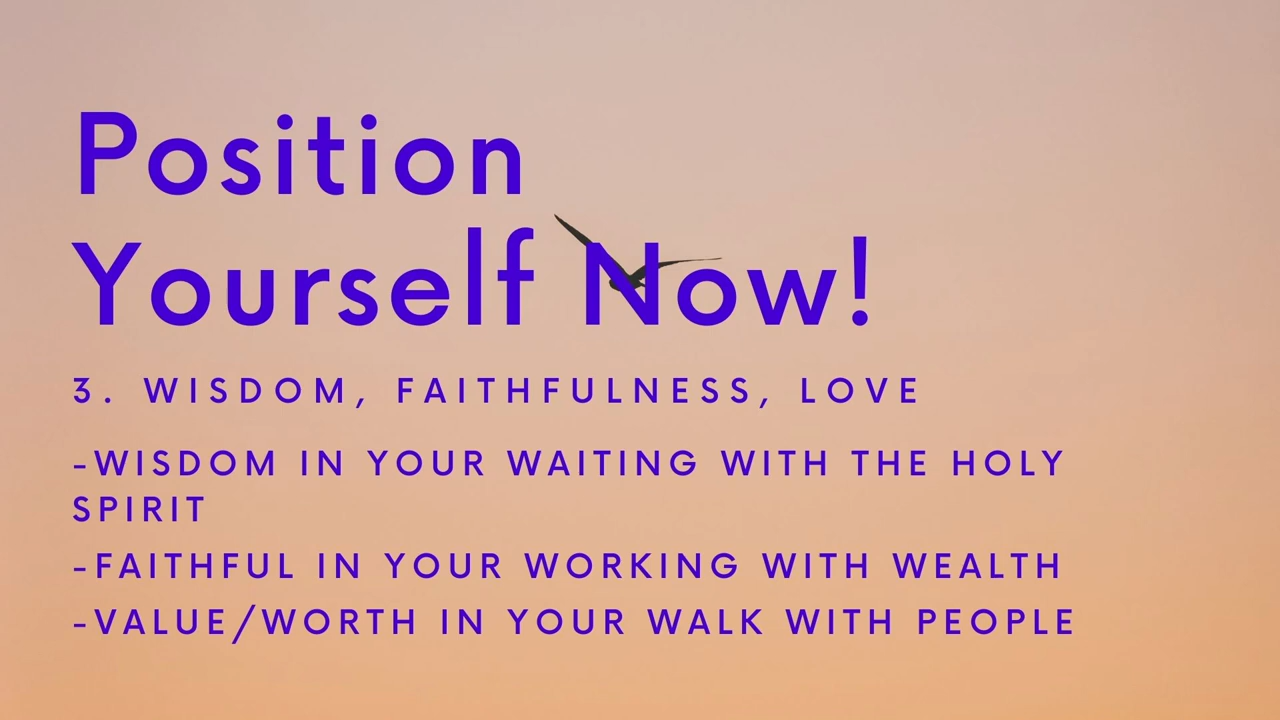 Position
Yourself Now!
3. WISDOM, FAITHFULNESS, LOVE
-WISDOM IN YOUR WAITING WITH THE HOLY
SPIRIT
-FAITHFUL IN YOUR WORKING WITH WEALTH
-VALUE/WORTH IN YOUR WALK WITH PEOPLE